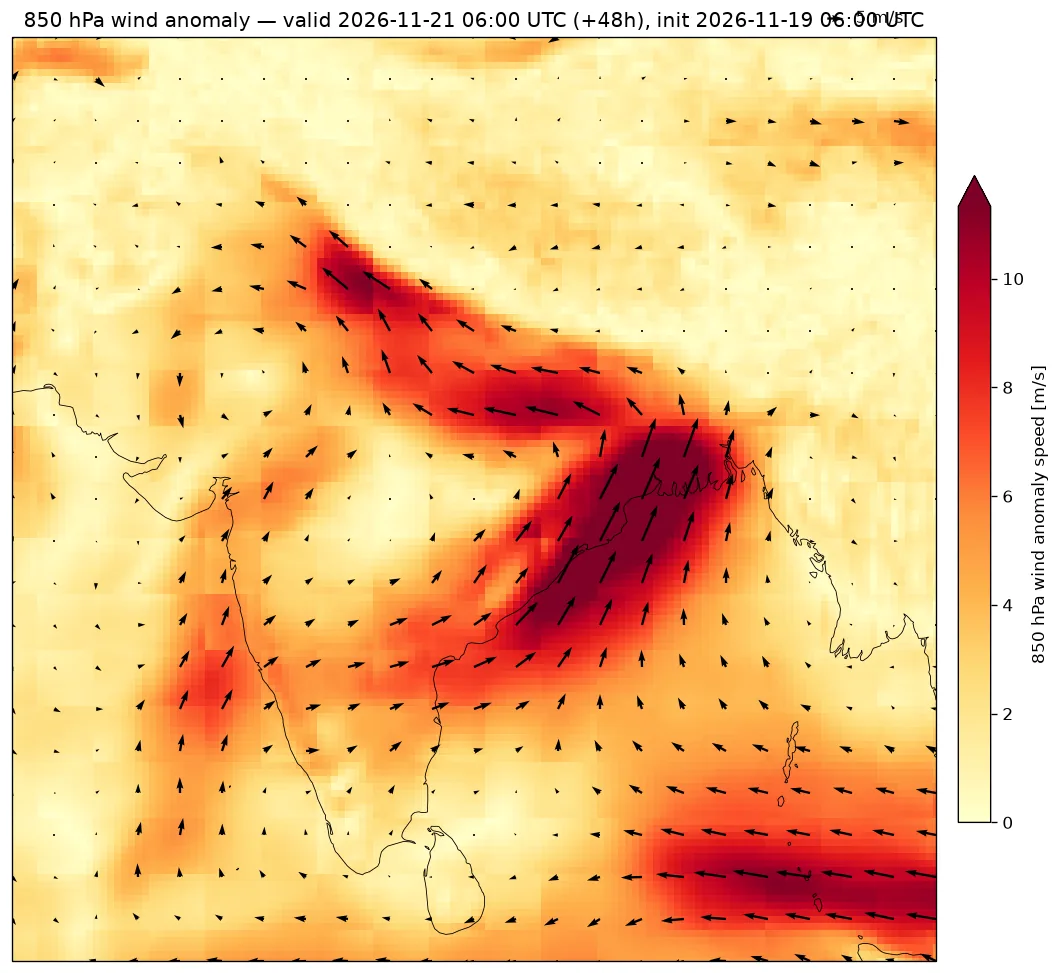 850 hPa wind anomaly — valid 2026-11-21 06:00 UTC (+48h), init 2026-11-19 06:00 UTC
5 m/s
10
8
6
4
2
0
850 hPa wind anomaly speed [m/s]